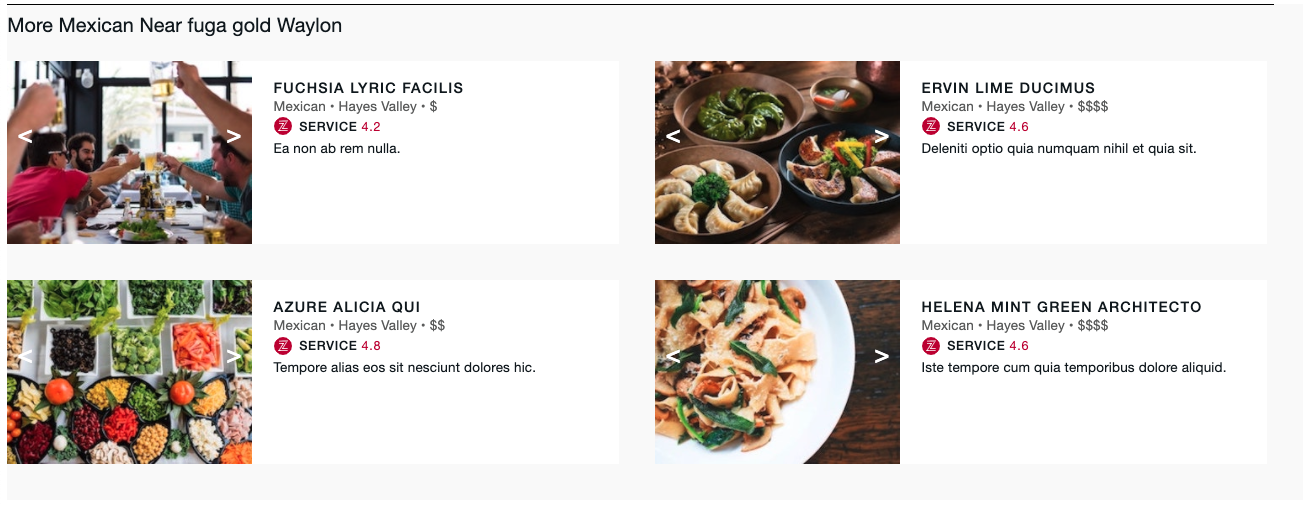 More Mexican Near fuga gold Waylon
< >
FUCHSIA LYRIC FACILIS
Mexican • Hayes Valley • $
Z SERVICE 4.2
Ea non ab rem nulla.
< >
ERVIN LIME DUCIMUS
Mexican • Hayes Valley • $$$$
Z SERVICE 4.6
Deleniti optio quia numquam nihil et quia sit.
< >
AZURE ALICIA QUI
Mexican • Hayes Valley • $$
Z SERVICE 4.8
Tempore alias eos sit nesciunt dolores hic.
< >
HELENA MINT GREEN ARCHITECTO
Mexican • Hayes Valley • $$$$
Z SERVICE 4.6
Iste tempore cum quia temporibus dolore aliquid.